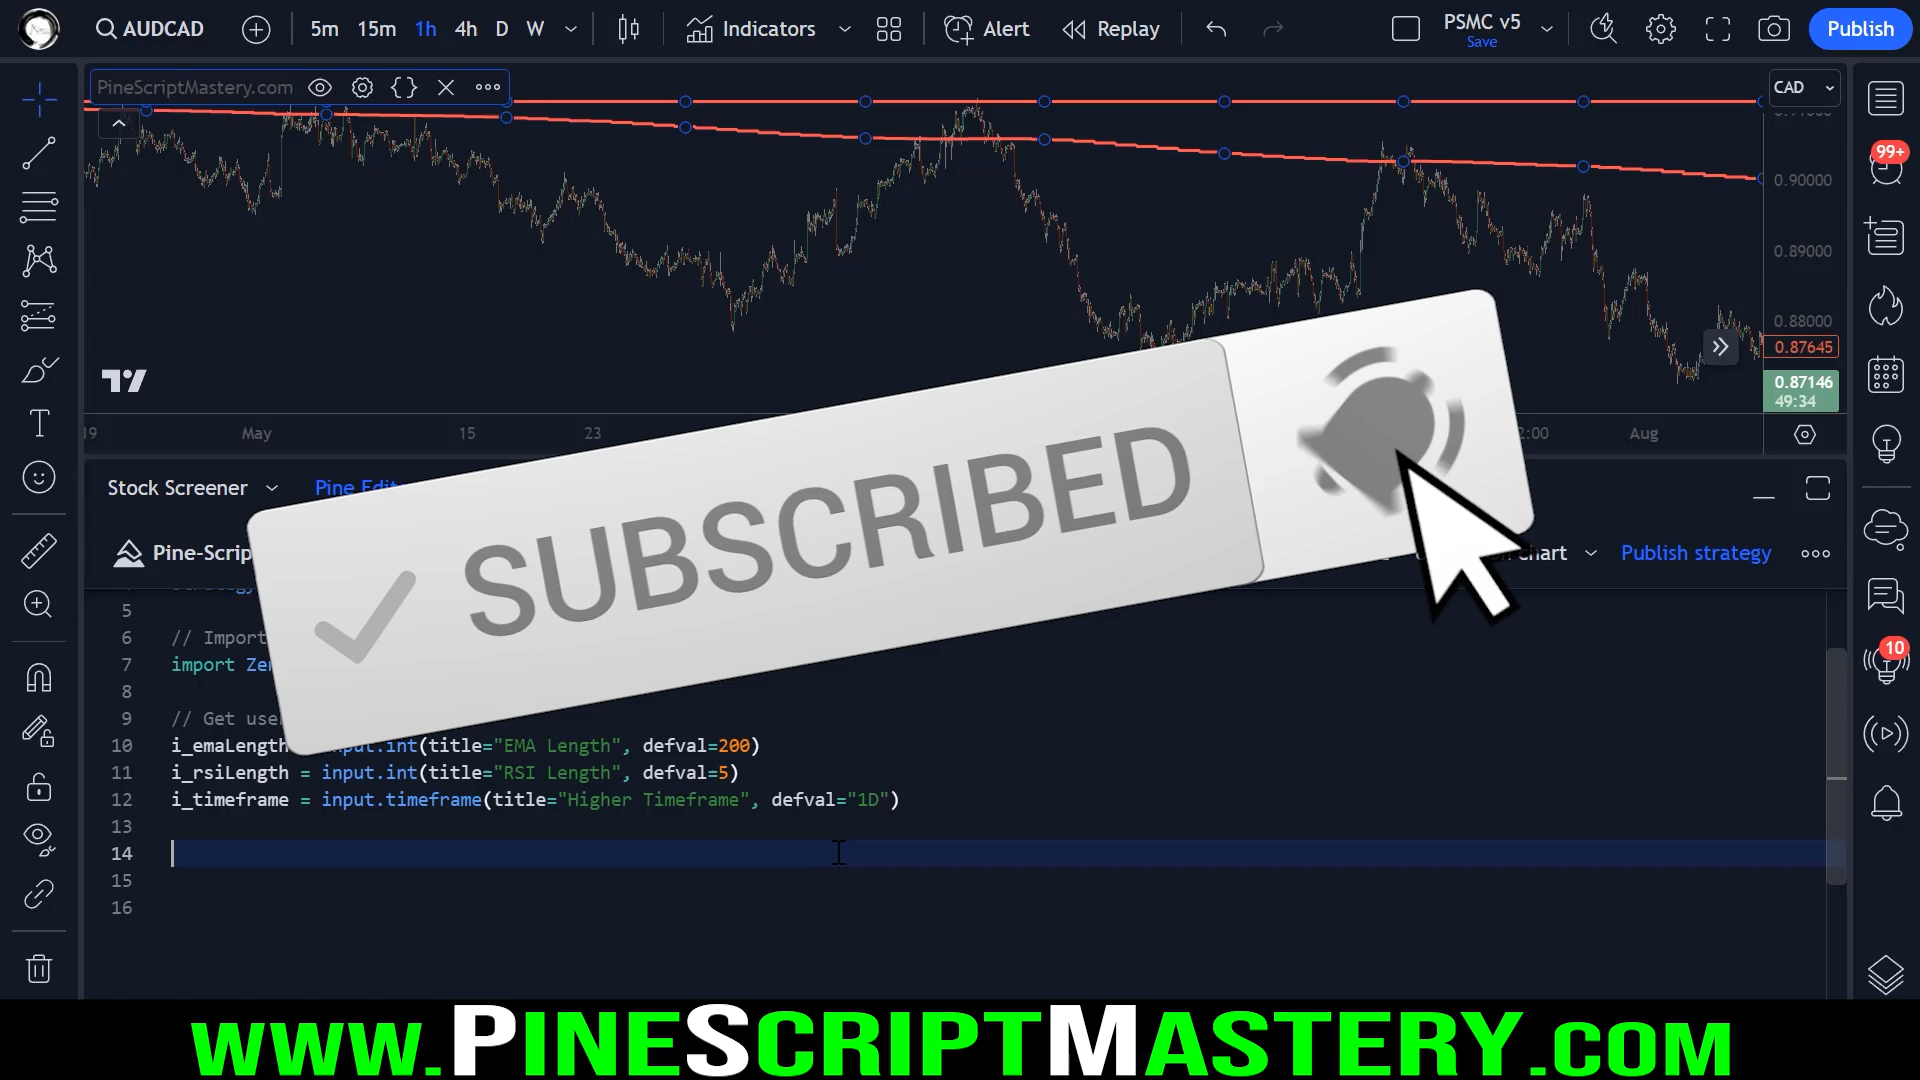 AUDCAD 5m 15m 1h 4h D W Indicators Alert Replay PSMC v5 Save Publish
PineScriptMastery.com CAD
99+
0.90000
0.89000
0.88000
0.87645
0.87146
49:34
19 May 15 23 Aug
Stock Screener Pine
SUBSCRIBED
Publish strategy
5
6 // Import
7 import
8
9 // Get
10 i_emaLength input.int(title="EMA Length", defval=200)
11 i_rsiLength = input.int(title="RSI Length", defval=5)
12 i_timeframe = input.timeframe(title="Higher Timeframe", defval="1D")
13
14
15
16
10
www.PineScriptMastery.com